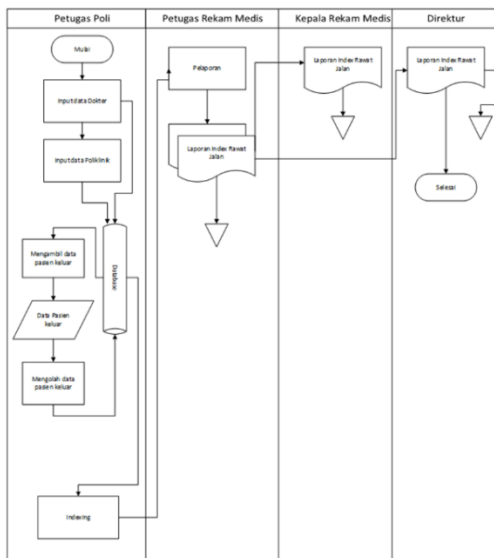 Petugas Poli
Petugas Rekam Medis
Kepala Rekam Medis
Direktur
Mulai
Input data Dokter
Input data Poliklinik
Mengambil data
pasien keluar
Data Pasien
keluar
Mengolah data
pasien keluar
Database
Indexing
Pelaporan
Laporan Index Rawat
Jalan
Laporan Index Rawat
Jalan
Laporan Index Rawat
Jalan
Selesai